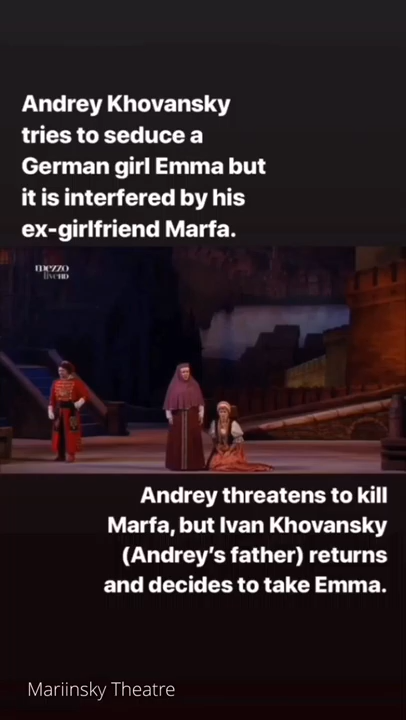 Andrey Khovansky
tries to seduce a
German girl Emma but
it is interfered by his
ex-girlfriend Marfa.
mezzo
liveHD
Andrey threatens to kill
Marfa, but Ivan Khovansky
(Andrey's father) returns
and decides to take Emma.
Mariinsky Theatre